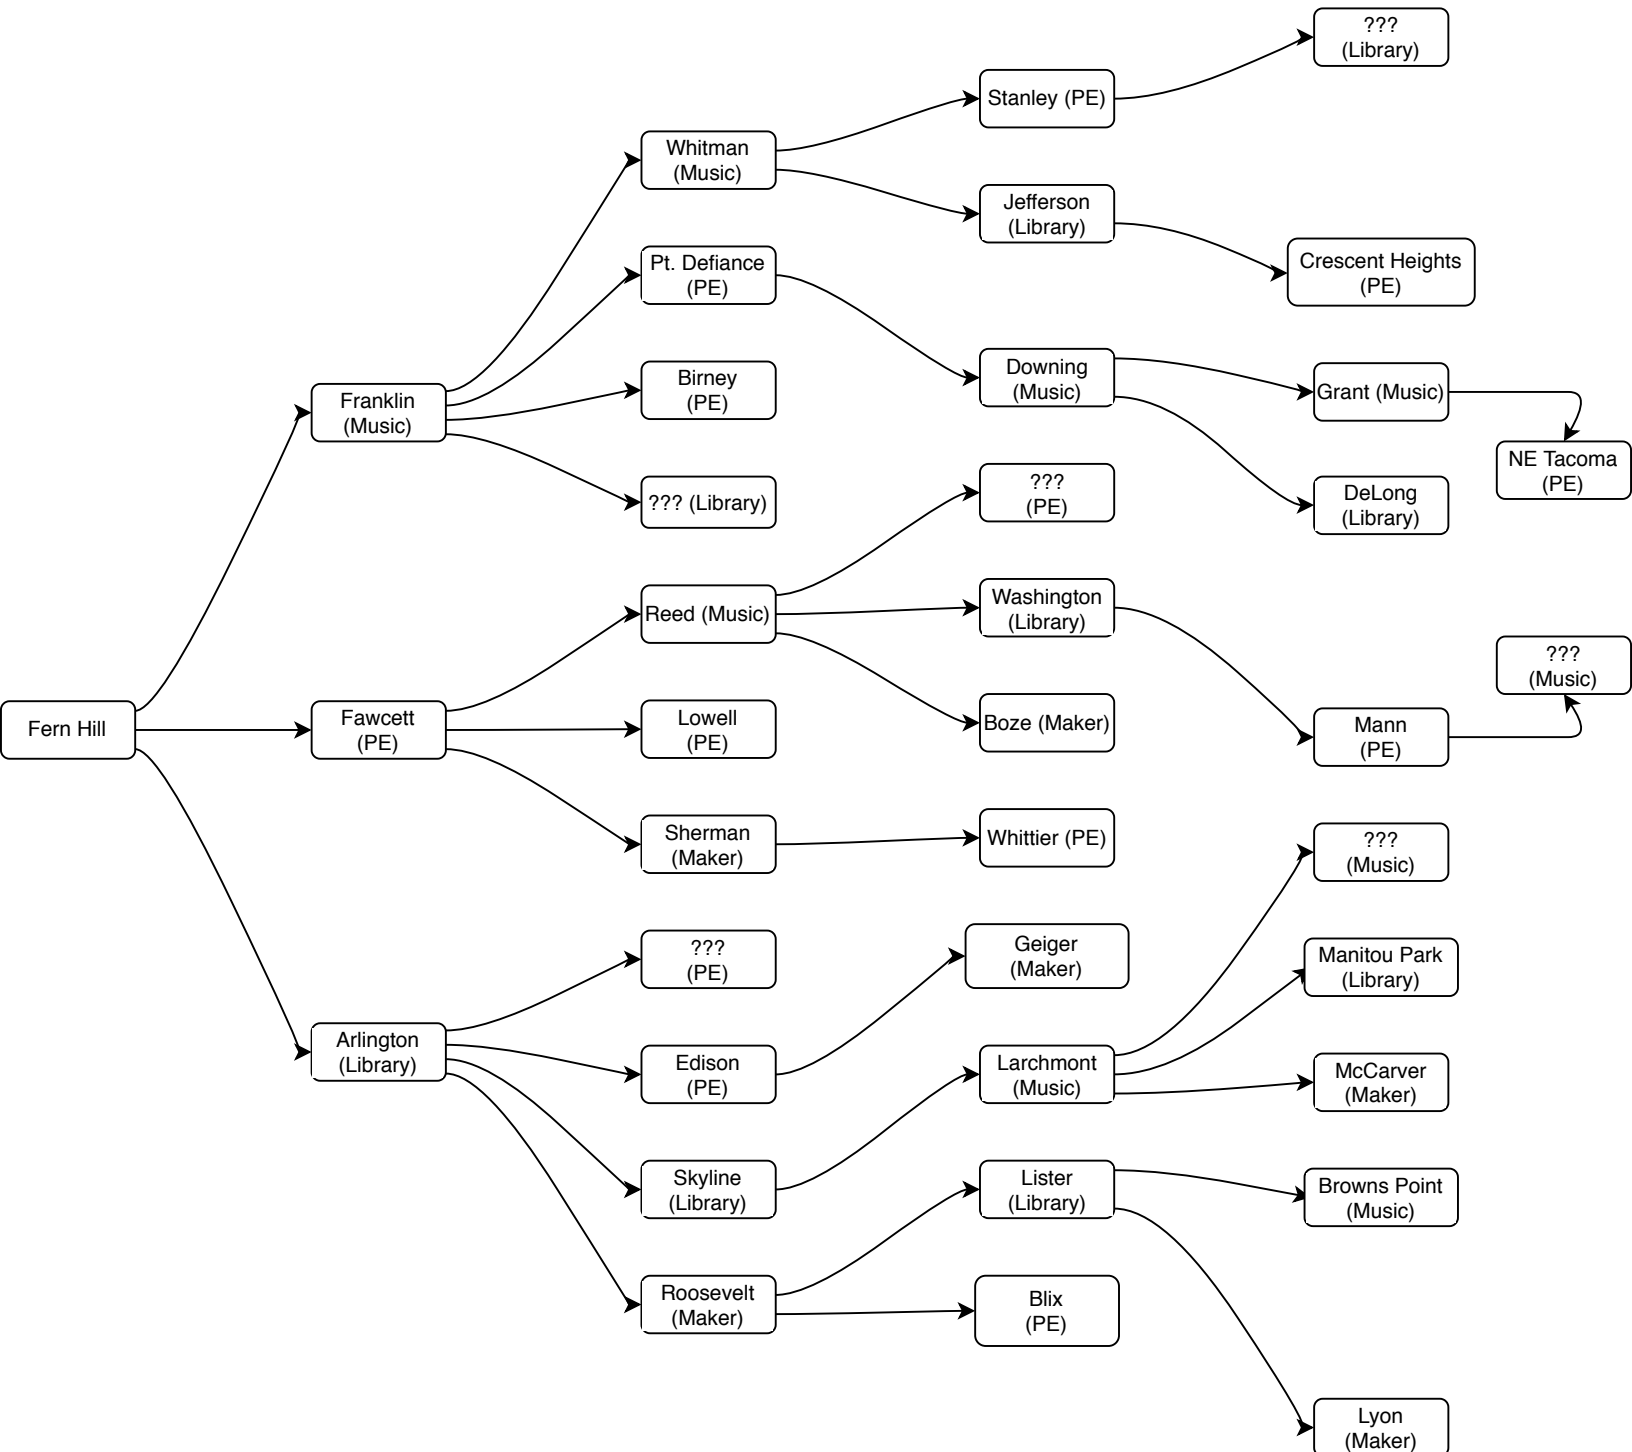 Fern Hill
Franklin
(Music)
Fawcett
(PE)
Arlington
(Library)
Whitman
(Music)
Pt. Defiance
(PE)
Birney
(PE)
??? (Library)
Reed (Music)
Lowell
(PE)
Sherman
(Maker)
???
(PE)
Edison
(PE)
Skyline
(Library)
Roosevelt
(Maker)
Stanley (PE)
Jefferson
(Library)
Downing
(Music)
???
(PE)
Washington
(Library)
Boze (Maker)
Whittier (PE)
Geiger
(Maker)
Larchmont
(Music)
Lister
(Library)
Blix
(PE)
???
(Library)
Crescent Heights
(PE)
Grant (Music)
DeLong
(Library)
Mann
(PE)
???
(Music)
Manitou Park
(Library)
McCarver
(Maker)
Browns Point
(Music)
Lyon
(Maker)
NE Tacoma
(PE)
???
(Music)